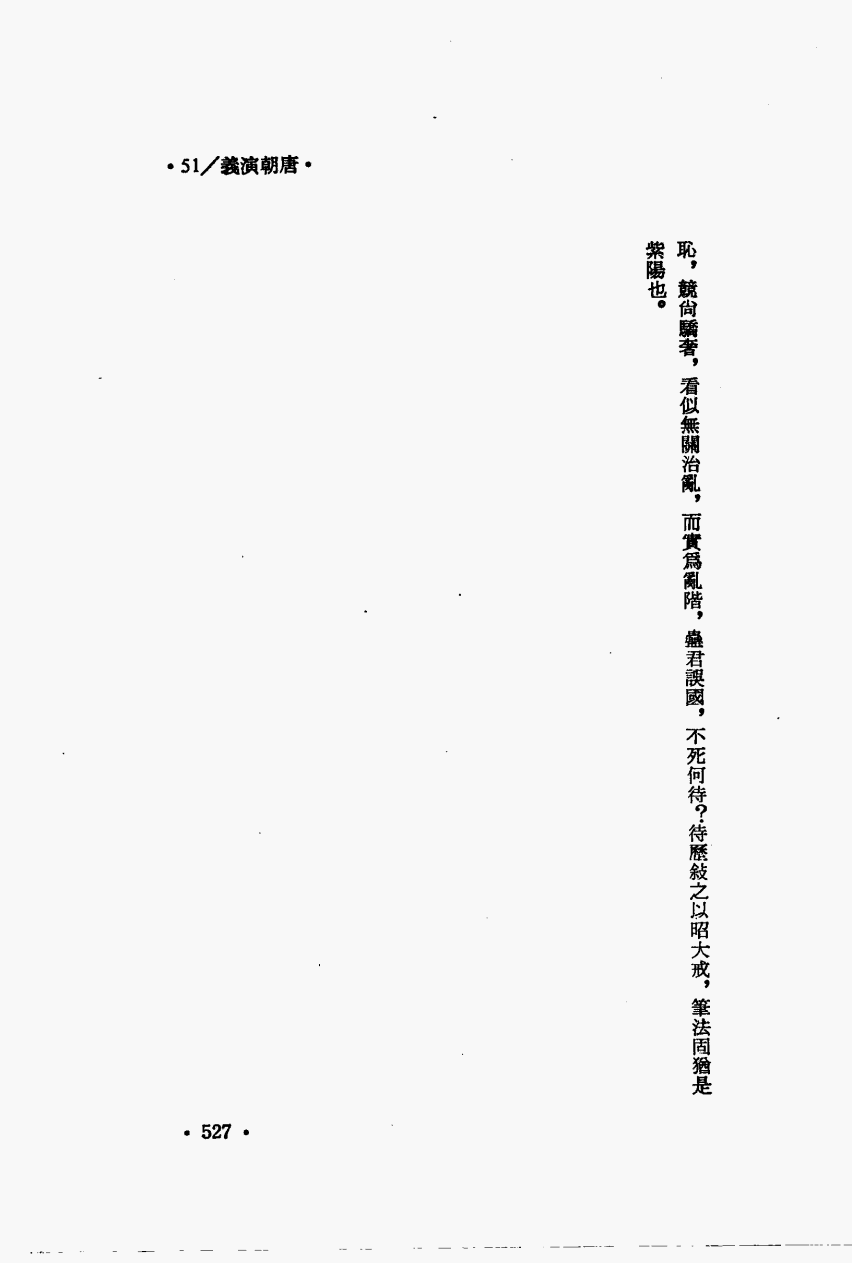 •51/義演朝唐•
恥，競尙驕奢，看似無關治亂，而實爲亂階，蠱君誤國，不死何待？待歷敍之以昭大戒，筆法固猶是
紫陽也。
• 527 •